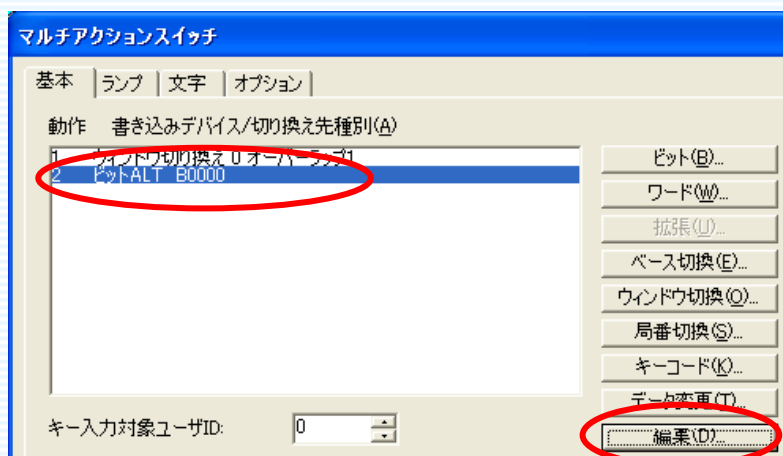 マルチアクションスイッチ
基本 ランプ 文字 オプション
動作 書き込みデバイス/切り換え先種別(A)
1 ウィンドウ切り換え 0 オーバーラップ1
2 ビットALT B0000
ビット(B)...
ワード(W)...
拡張(U)...
ベース切換(E)...
ウィンドウ切換(O)...
局番切換(S)...
キーコード(K)...
データ変更(T)...
キー入力対象ユーザID: 0
編集(D)...